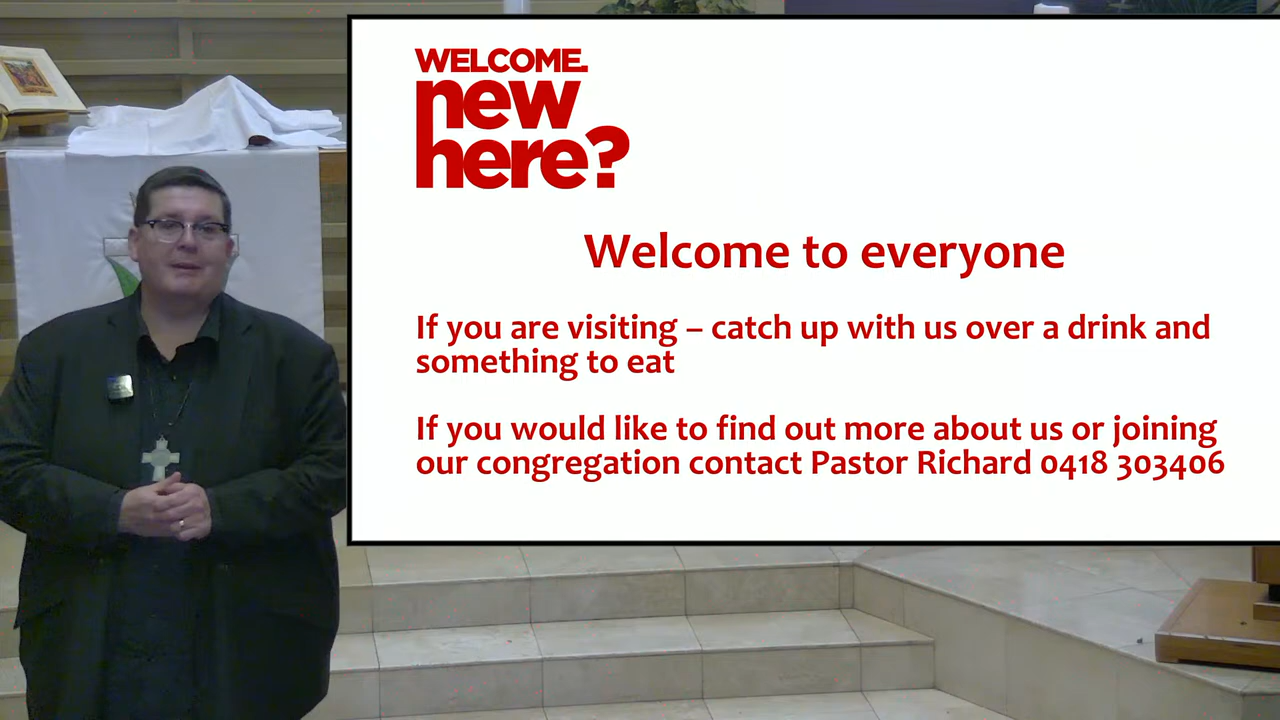 WELCOME.
new
here?
Welcome to everyone
If you are visiting – catch up with us over a drink and
something to eat
If you would like to find out more about us or joining
our congregation contact Pastor Richard 0418 303406